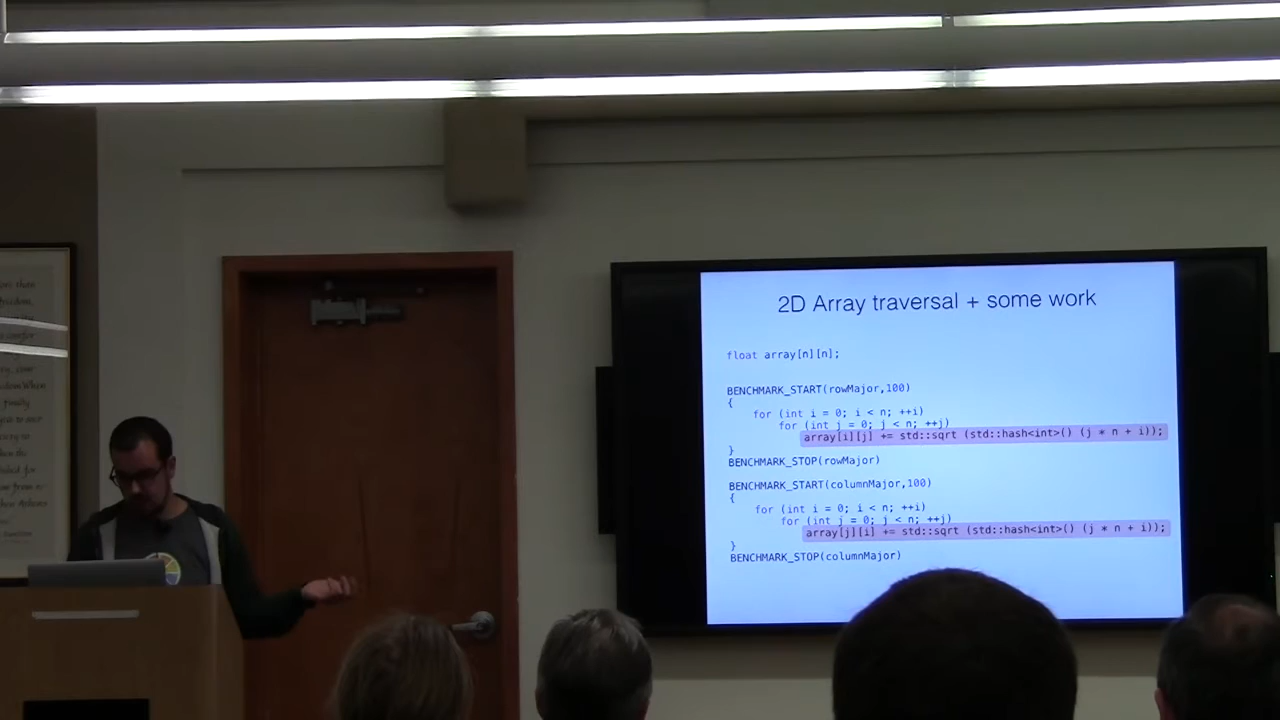 2D Array traversal + some work
float array[n][n];
BENCHMARK_START(rowMajor,100)
{
for (int i = 0; i < n; ++i)
for (int j = 0; j < n; ++j)
array[i][j] += std::sqrt (std::hash<int>() (j * n + i));
}
BENCHMARK_STOP(rowMajor)
BENCHMARK_START(columnMajor,100)
{
for (int i = 0; i < n; ++i)
for (int j = 0; j < n; ++j)
array[j][i] += std::sqrt (std::hash<int>() (j * n + i));
}
BENCHMARK_STOP(columnMajor)